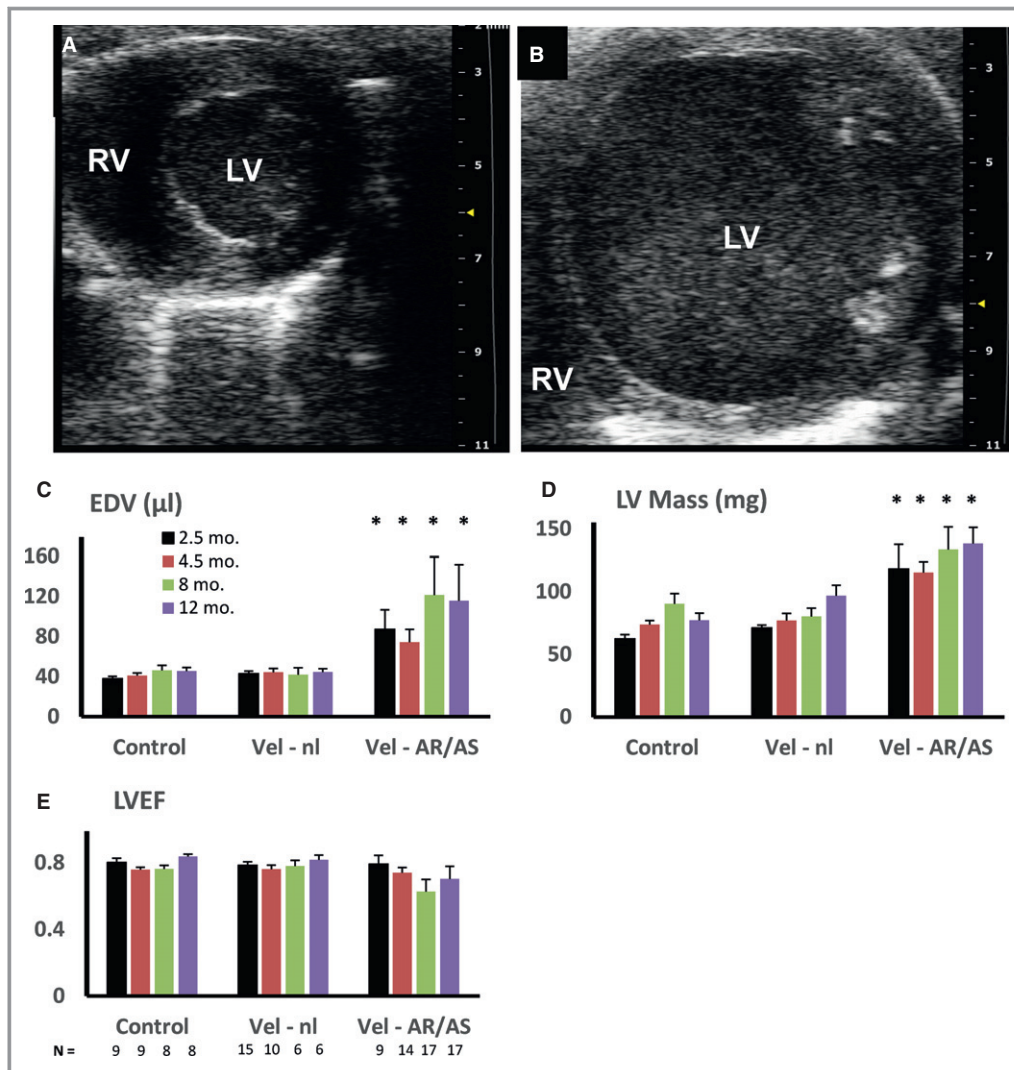 A
2 mm
3
5
7
9
11
RV
LV
B
3
5
7
9
11
LV
RV
C
EDV (µl)
160
120
80
40
0
2.5 mo.
4.5 mo.
8 mo.
12 mo.
* * * *
Control Vel - nl Vel - AR/AS
D
LV Mass (mg)
150
100
50
0
* * * *
Control Vel - nl Vel - AR/AS
E
LVEF
0.8
0.4
0
Control Vel - nl Vel - AR/AS
N = 9 9 8 8 15 10 6 6 9 14 17 17